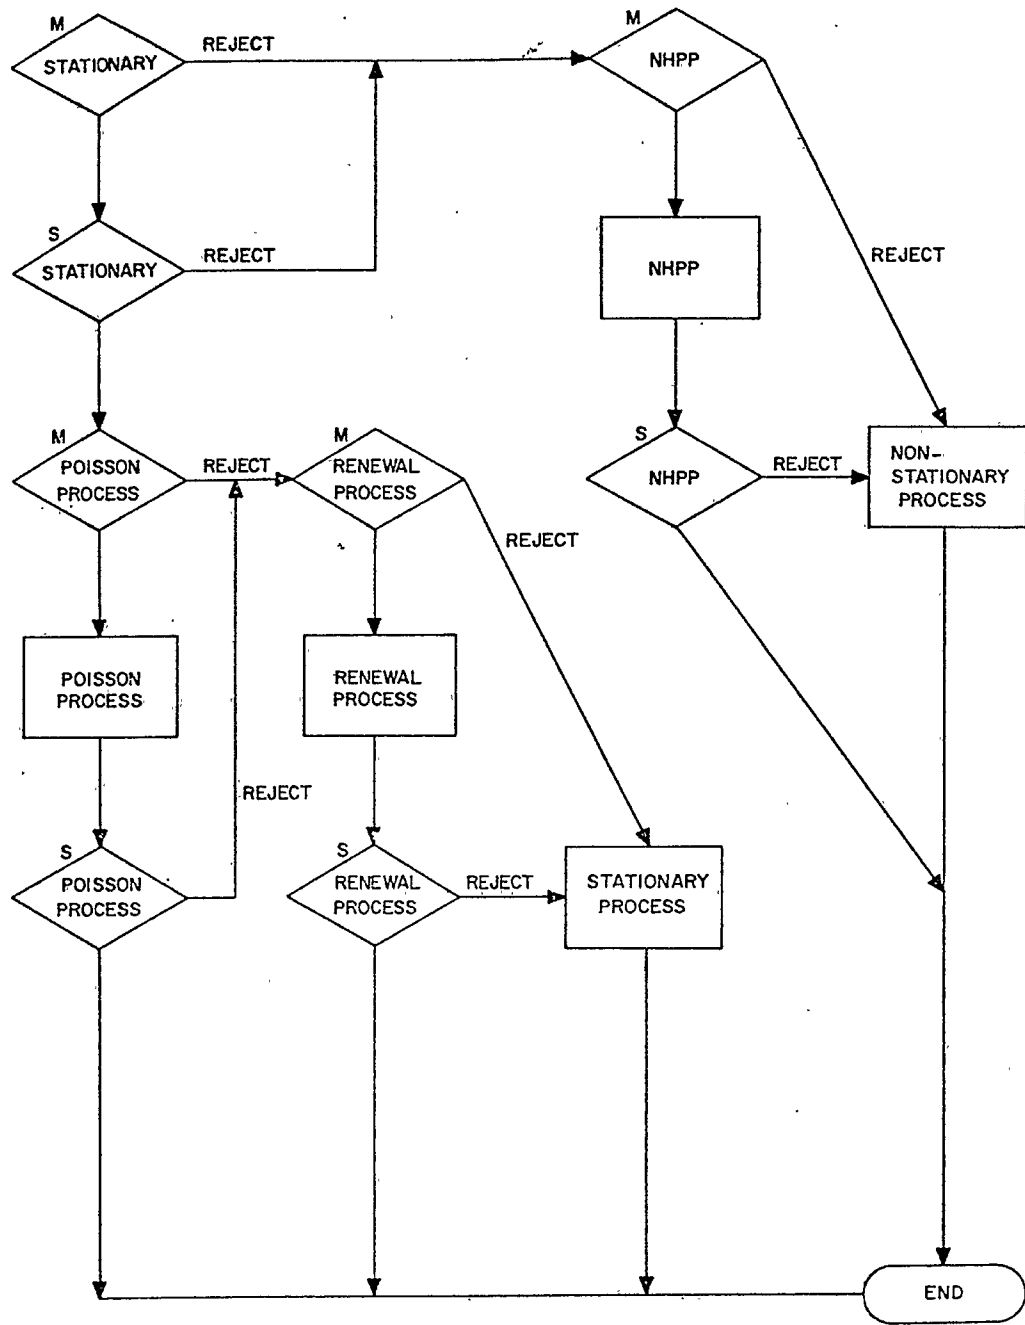 M
STATIONARY
REJECT
M
NHPP
S
STATIONARY
REJECT
NHPP
REJECT
M
POISSON
PROCESS
REJECT
M
RENEWAL
PROCESS
REJECT
S
NHPP
REJECT
NON-
STATIONARY
PROCESS
POISSON
PROCESS
RENEWAL
PROCESS
REJECT
S
POISSON
PROCESS
S
RENEWAL
PROCESS
REJECT
STATIONARY
PROCESS
END